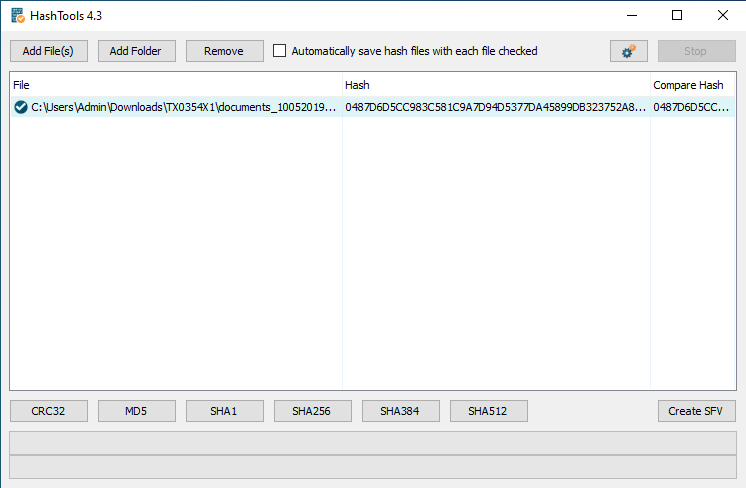 HashTools 4.3
Add File(s) Add Folder Remove Automatically save hash files with each file checked Stop
File Hash Compare Hash
C:\Users\Admin\Downloads\TX0354X1\documents_10052019... 0487D6D5CC983C581C9A7D94D5377DA45899DB323752A8... 0487D6D5CC...
CRC32 MD5 SHA1 SHA256 SHA384 SHA512 Create SFV